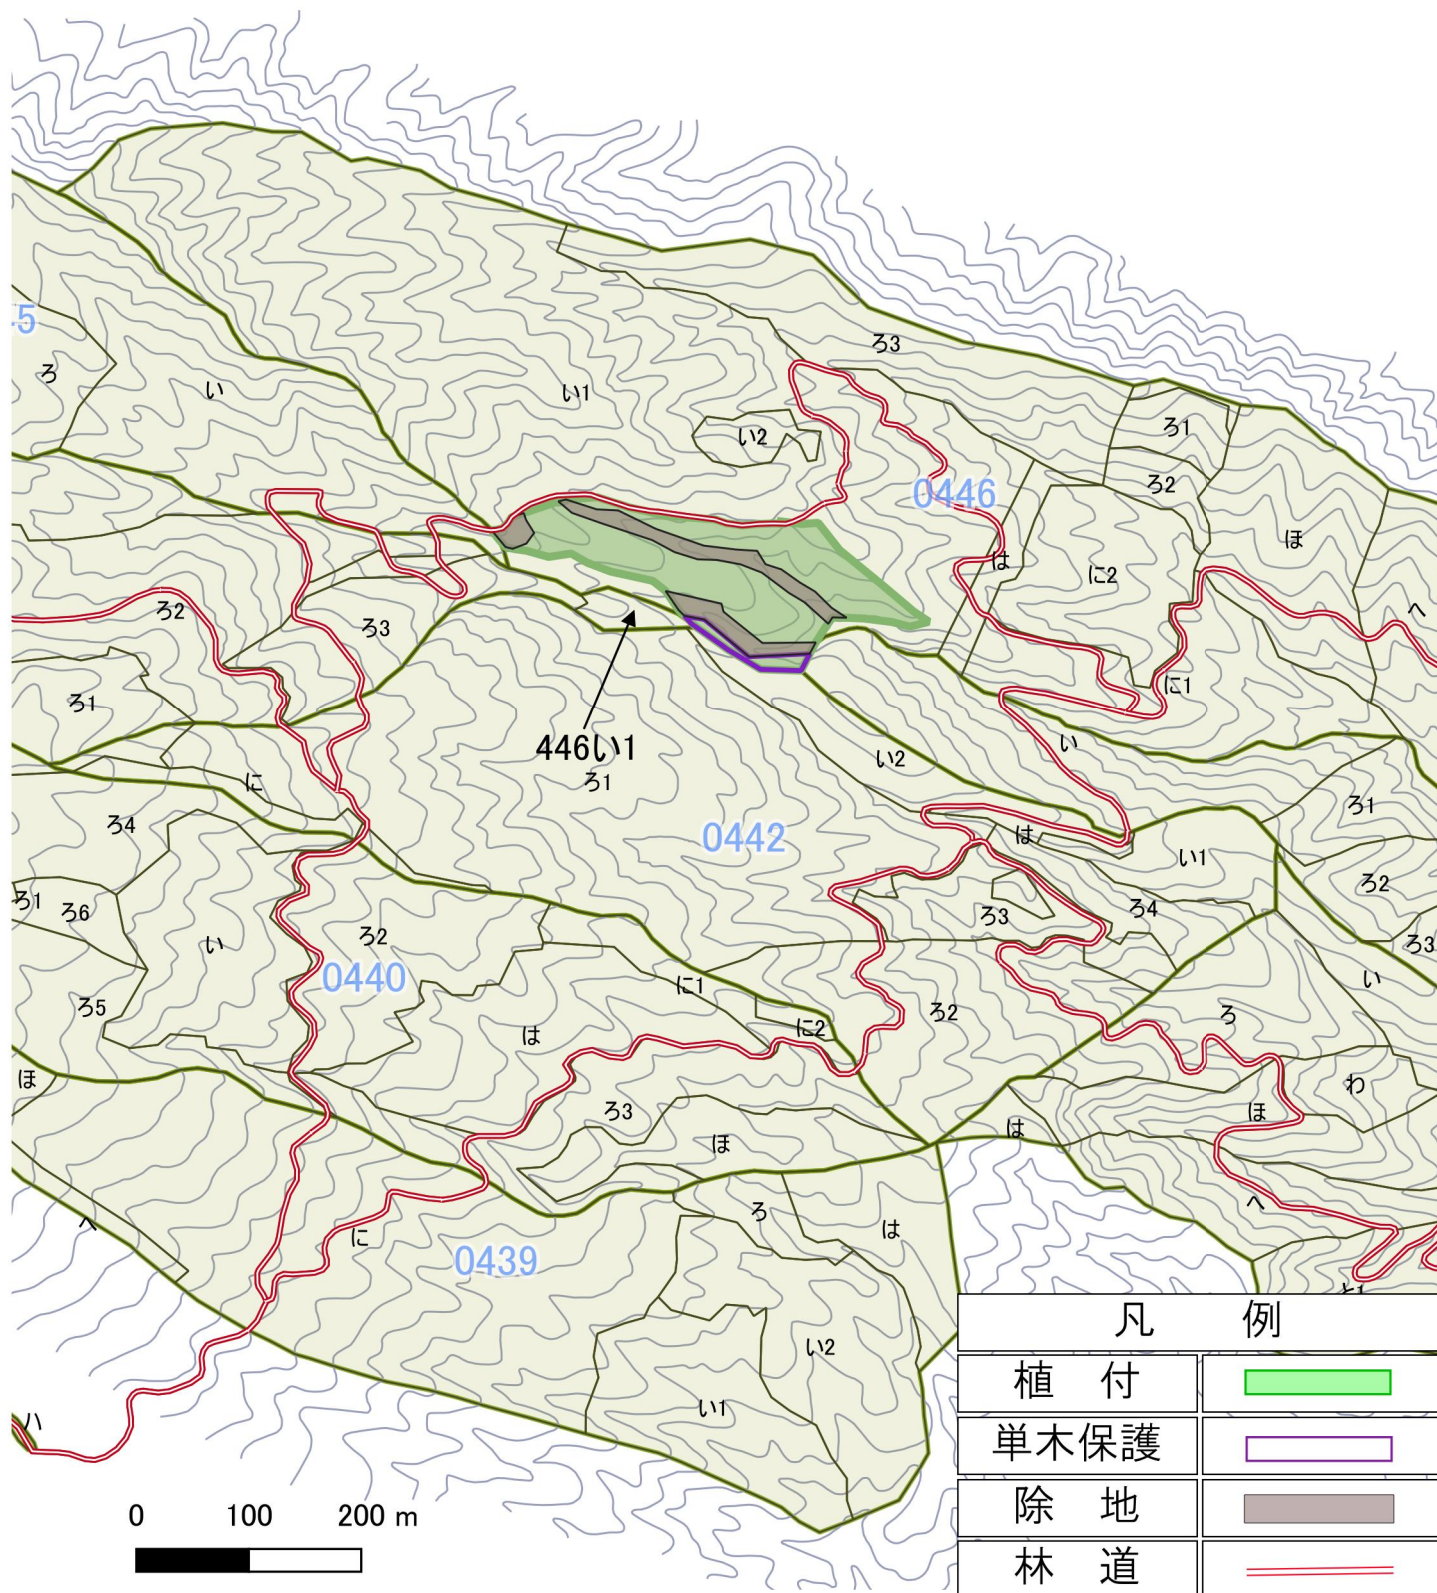 ろ3
-5
ろ
い
い1
ろ1
い2
ろ2
0446
ほ
は
に2
ろ2
ろ3
へ
に1
ろ1
い
446い1
い2
ろ1
に
ろ1
ろ4
0442
は
い1
ろ2
ろ1
ろ6
ろ3
ろ4
ろ2
い
ろ3
0440
い
に1
ろ5
ろ2
ろ
は
に2
ほ
わ
ろ3
ほ
は
ほ
へ
ろ
は
へ
に
0439
と1
い2
い1
ハ
凡 例
植 付
単木保護
除 地
林 道
0 100 200 m